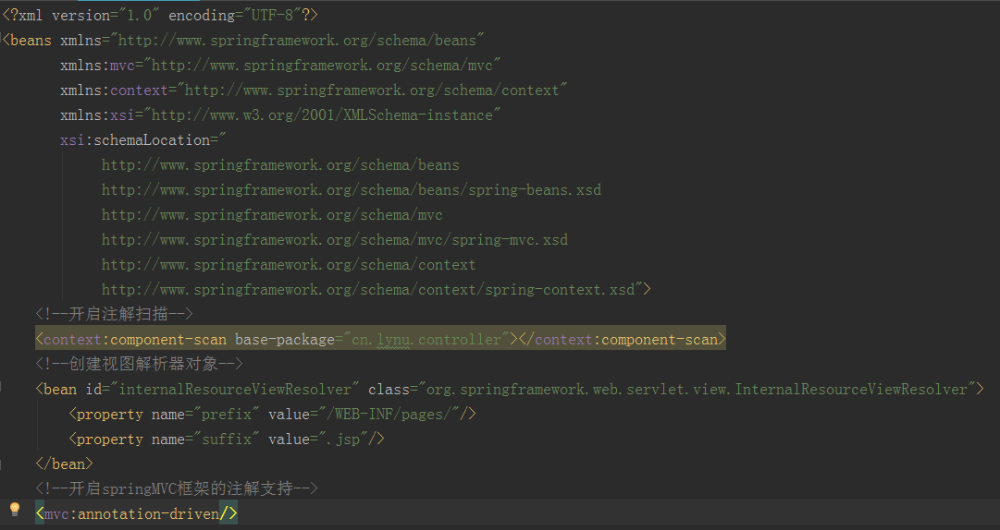 <?xml version="1.0" encoding="UTF-8"?>
<beans xmlns="http://www.springframework.org/schema/beans"
       xmlns:mvc="http://www.springframework.org/schema/mvc"
       xmlns:context="http://www.springframework.org/schema/context"
       xmlns:xsi="http://www.w3.org/2001/XMLSchema-instance"
       xsi:schemaLocation="
            http://www.springframework.org/schema/beans
            http://www.springframework.org/schema/beans/spring-beans.xsd
            http://www.springframework.org/schema/mvc
            http://www.springframework.org/schema/mvc/spring-mvc.xsd
            http://www.springframework.org/schema/context
            http://www.springframework.org/schema/context/spring-context.xsd">
    <!--开启注解扫描-->
    <context:component-scan base-package="cn.lynu.controller"></context:component-scan>
    <!--创建视图解析器对象-->
    <bean id="internalResourceViewResolver" class="org.springframework.web.servlet.view.InternalResourceViewResolver">
        <property name="prefix" value="/WEB-INF/pages/"/>
        <property name="suffix" value=".jsp"/>
    </bean>
    <!--开启springMVC框架的注解支持-->
    <mvc:annotation-driven/>